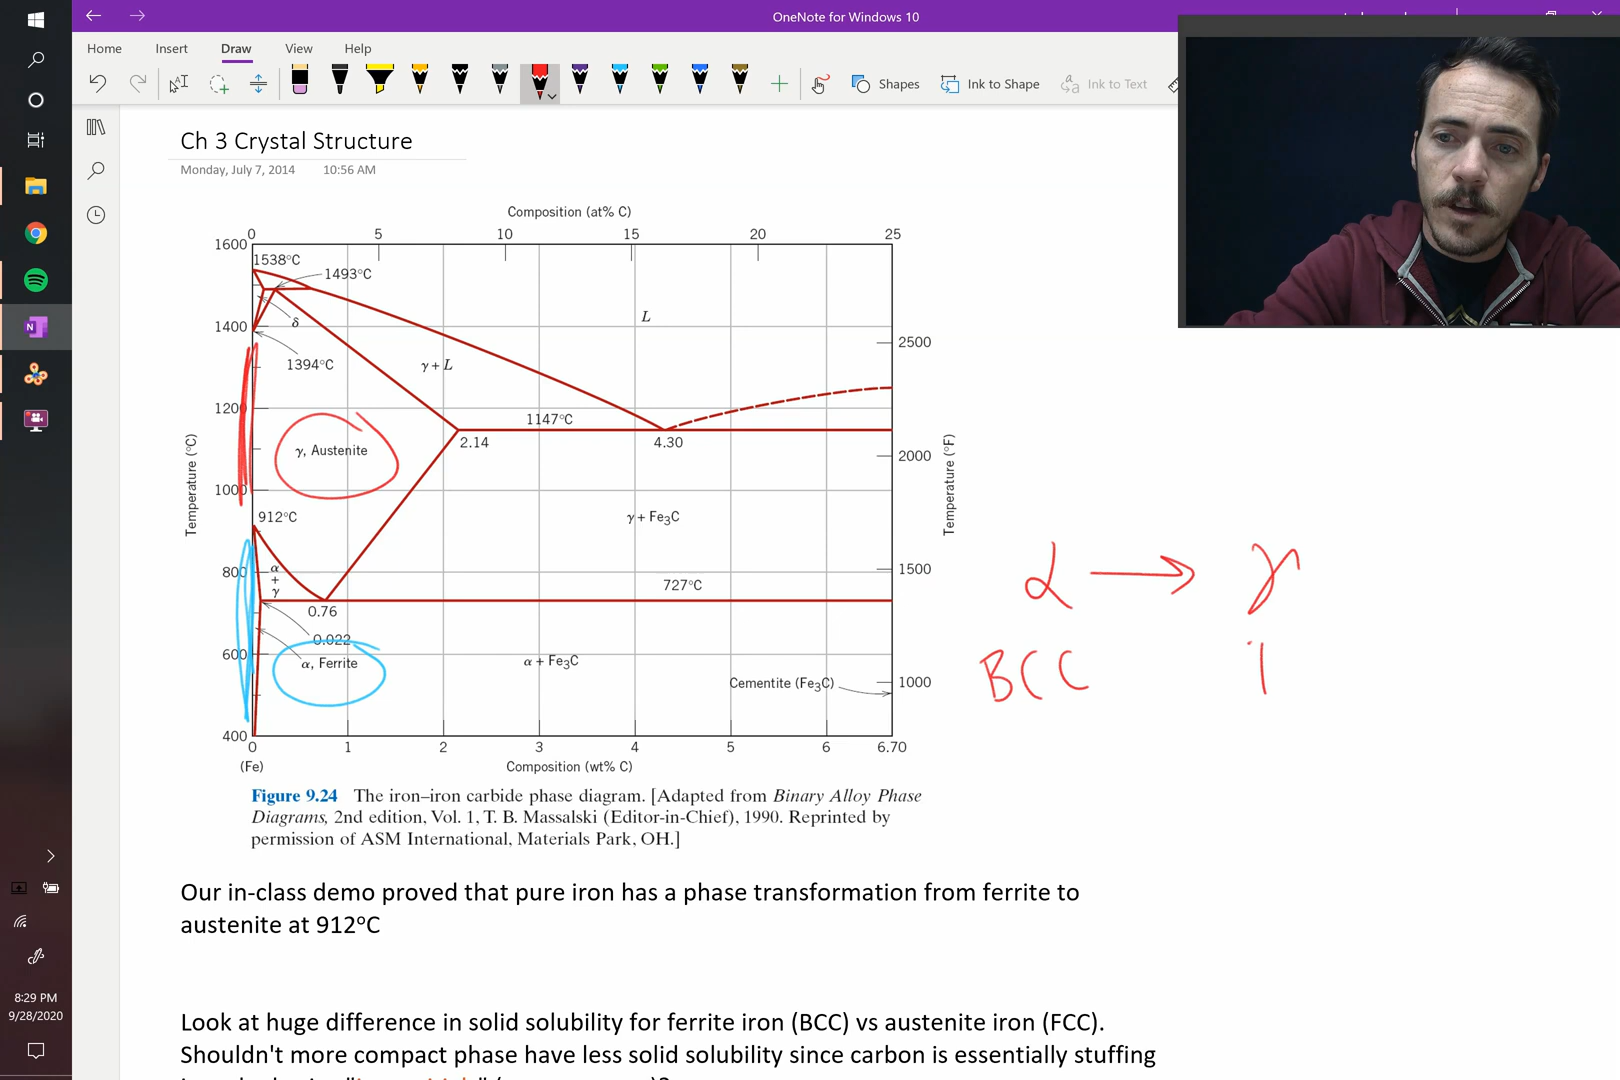 OneNote for Windows 10
Home Insert Draw View Help
Shapes Ink to Shape Ink to Text
Ch 3 Crystal Structure
Monday, July 7, 2014 10:56 AM
Composition (at% C)
0 5 10 15 20 25
1600
1538°C
1493°C
δ
L
1400
1394°C
γ + L
2500
1200
1147°C
2.14
4.30
γ, Austenite
2000
Temperature (°C)
Temperature (°F)
1000
912°C
γ + Fe3C
800
α
+
γ
727°C
1500
0.76
0.022
600
α, Ferrite
α + Fe3C
Cementite (Fe3C)
1000
400
0 1 2 3 4 5 6 6.70
(Fe)
Composition (wt% C)
α → γ
BCC
Figure 9.24 The iron–iron carbide phase diagram. [Adapted from Binary Alloy Phase
Diagrams, 2nd edition, Vol. 1, T. B. Massalski (Editor-in-Chief), 1990. Reprinted by
permission of ASM International, Materials Park, OH.]
Our in-class demo proved that pure iron has a phase transformation from ferrite to
austenite at 912°C
Look at huge difference in solid solubility for ferrite iron (BCC) vs austenite iron (FCC).
Shouldn't more compact phase have less solid solubility since carbon is essentially stuffing
8:29 PM
9/28/2020